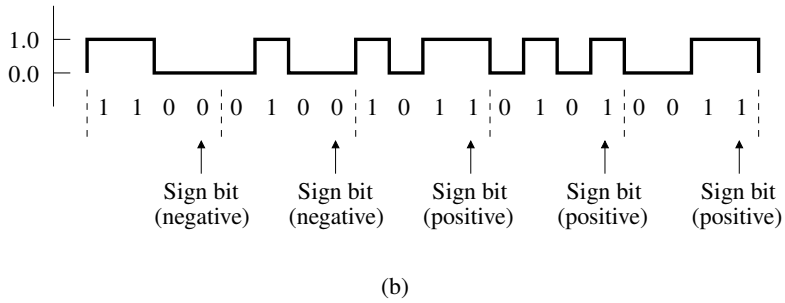 1.0
0.0
1 1 0 0 0 1 0 0 1 0 1 1 0 1 0 1 0 0 1 1
Sign bit Sign bit Sign bit Sign bit Sign bit
(negative) (negative) (positive) (positive) (positive)
(b)